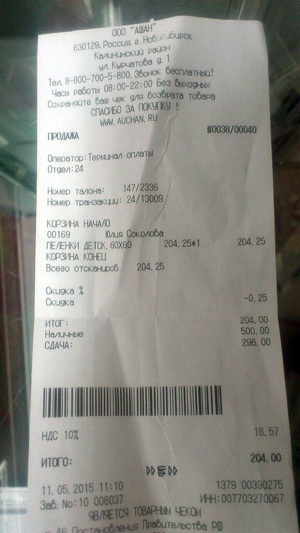 ООО "АШАН"
630129, Россия, г. Новосибирск
Калининский район
ул. Курчатова д. 1
Тел. 8-800-700-5-800, Звонок бесплатный!
Часы работы 08:00-22:00 Без выходных
Сохраняйте ваш чек для возврата товара
СПАСИБО ЗА ПОКУПКУ !
WWW.AUCHAN.RU
ПРОДАЖА #0038/00040
Оператор:Терминал оплаты
Отдел:24
Номер талона: 147/2336
Номер транзакции: 24/13009
КОРЗИНА НАЧАЛО
00169 Юлия Соколова
ПЕЛЕНКИ ДЕТСК.60X60 204.25*1 204.25
КОРЗИНА КОНЕЦ
Всего отсканиров 204.25
Скидка %
Скидка -0.25
ИТОГ: 204.00
Наличные 500.00
СДАЧА: 296.00
НДС 10% 18.57
ИТОГО: 204.00
11.05.2015 11:10 1379 00390275
Зав.No:10 006037 ИНН:007703270067
ЯВЛЯЕТСЯ ТОВАРНЫМ ЧЕКОМ
Постановления Правительства РФ